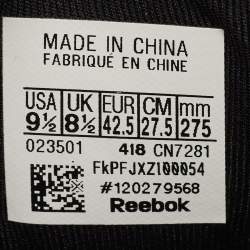 MADE IN CHINA
FABRIQUÉ EN CHINE
USA UK EUR CM mm
9½ 8½ 42.5 27.5 275
023501 418 CN7281
FkPFJXZ100054
#120279568
Reebok